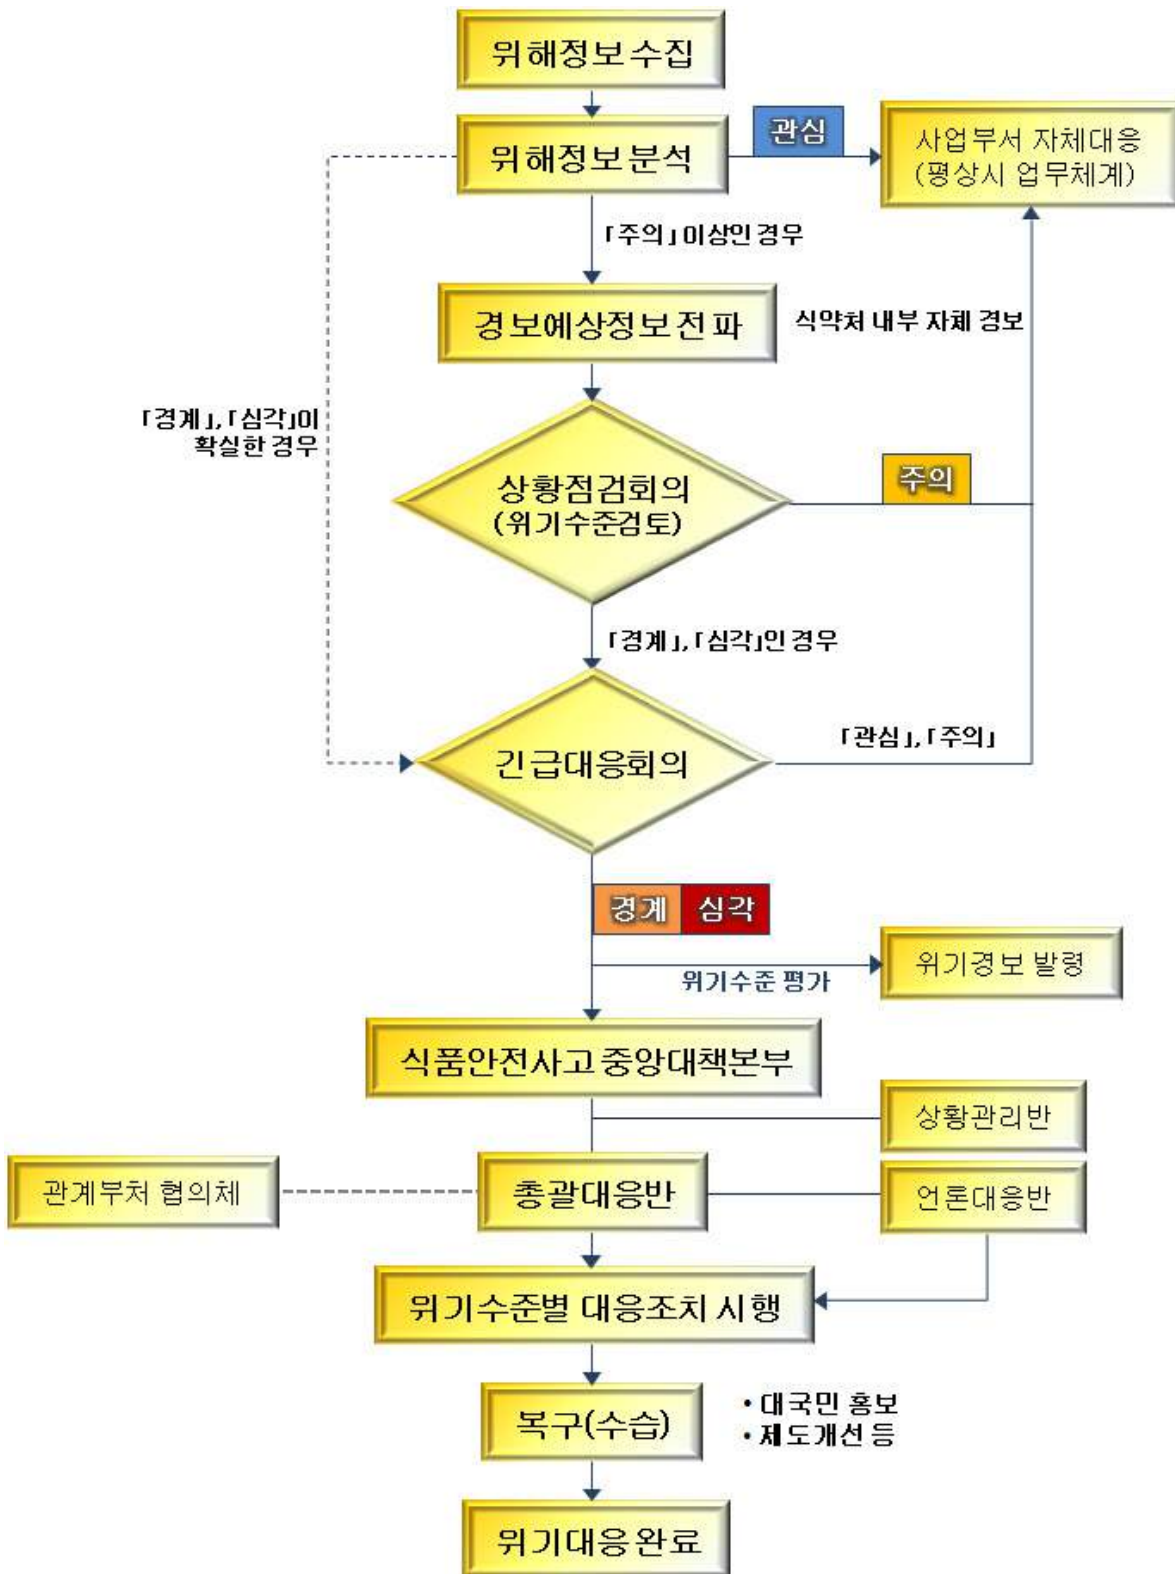 위해정보 수집
관심
위해정보 분석
사업부서 자체대응
(평상시 업무체계)
「주의」 이상인 경우
경보예상정보 전파
식약처 내부 자체 경보
「경계」, 「심각」이
확실한 경우
상황점검회의
(위기수준검토)
주의
「경계」, 「심각」인 경우
긴급대응회의
「관심」, 「주의」
경계 심각
위기수준 평가
위기경보 발령
식품안전사고 중앙대책본부
상황관리반
관계부처 협의체
총괄대응반
언론대응반
위기수준별 대응조치 시행
복구(수습)
• 대국민 홍보
• 제도개선 등
위기대응 완료